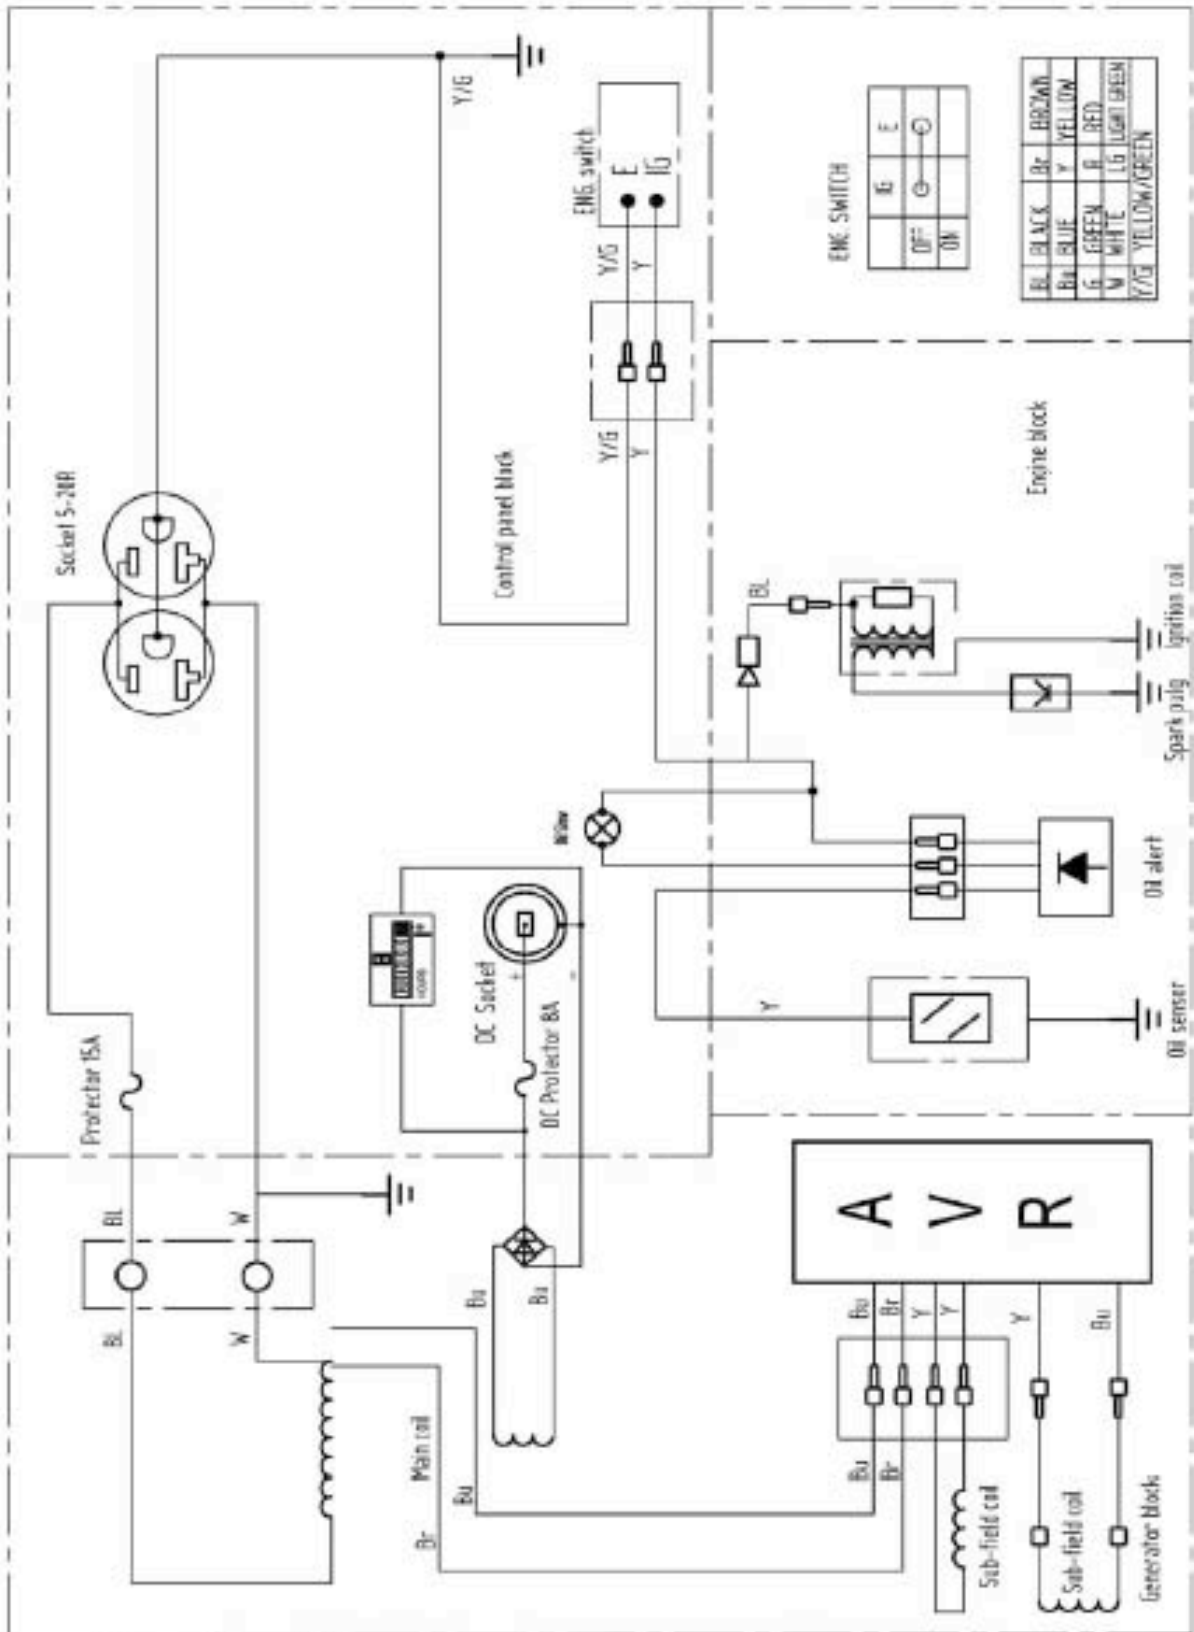 Socket 5-20R
Y/G
ENG. switch
E
IG
Y/G
Y
Y/G
Y
Control panel block
Protector 15A
HOURS
DC Socket
+
-
DC Protector 8A
BL
W
BL
W
Bu
Bu
Main coil
Bu
Br
ENG. SWITCH
IG E
OFF
ON
BL BLACK Br BROWN
Bu BLUE Y YELLOW
G GREEN R RED
W WHITE LG LIGHT GREEN
Y/G YELLOW/GREEN
Engine block
BL
Ignition coil
Spark pulg
Oil alert
Y
Oil sensor
AVR
Bu
Br
Y
Y
Y
Bu
Bu
Br
Sub-field coil
Sub-field coil
Generator block